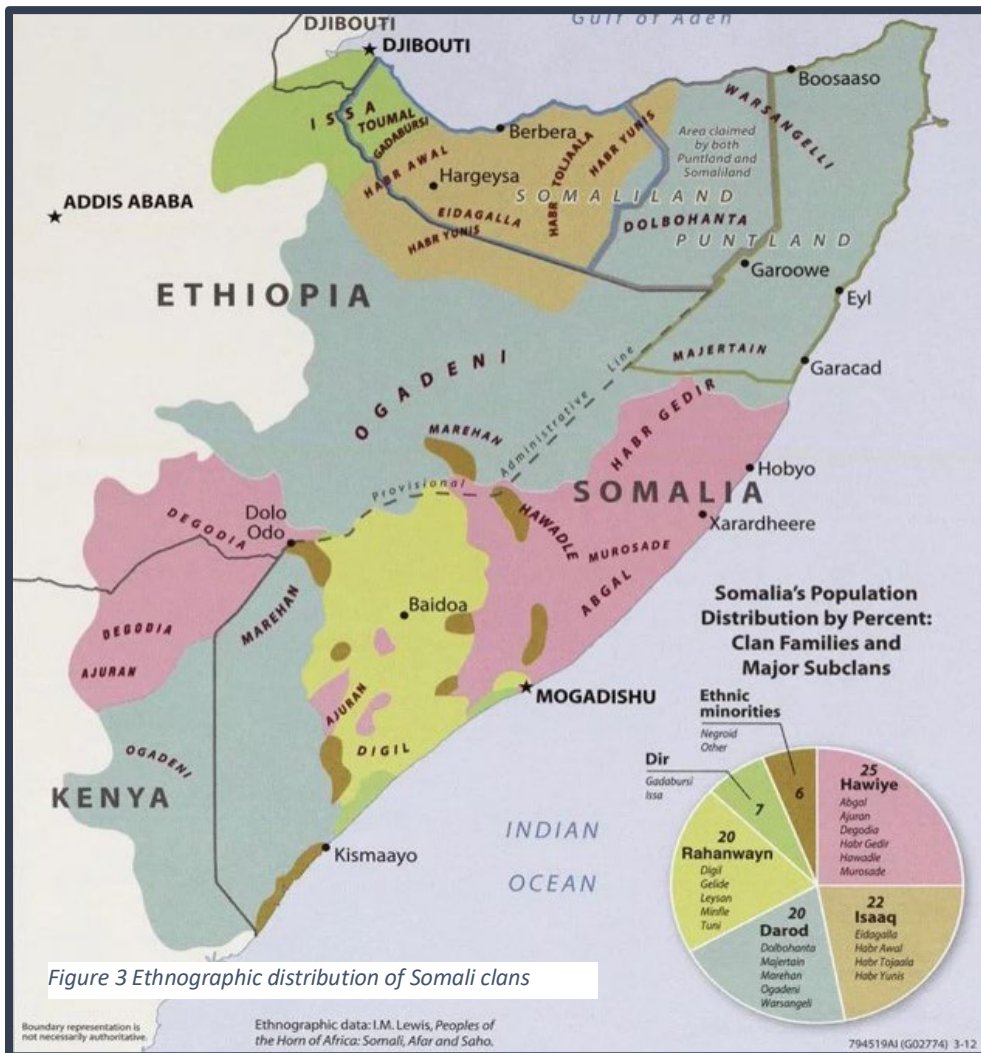 Gulf of Aden
DJIBOUTI
DJIBOUTI
Boosaaso
ISSA
TOUMAL
GADABURSI
Berbera
WARSANGELLI
Area claimed
by both
Puntland and
Somaliland
HABR AWAL
HABR TOLJAALA
HABR YUNIS
Hargeysa
ADDIS ABABA
SOMALILAND
EIDAGALLA
DOLBOHANTA
HABR YUNIS
PUNTLAND
Garoowe
ETHIOPIA
Eyl
MAJERTAIN
Garacad
OGADENI
Provisional Administrative Line
HABR GEDIR
MAREHAN
Hobyo
SOMALIA
Dolo
Odo
DEGODIA
HAWADLE
Xarardheere
MUROSADE
ABGAL
Baidoa
MAREHAN
DEGODIA
AJURAN
AJURAN
MOGADISHU
DIGIL
OGADENI
KENYA
INDIAN
OCEAN
Kismaayo
Somalia's Population
Distribution by Percent:
Clan Families and
Major Subclans
Ethnic
minorities
Negroid
Other
6
Dir
Gadabursi
Issa
7
25
Hawiye
Abgal
Ajuran
Degodia
Habr Gedir
Hawadle
Murosade
20
Rahanwayn
Digil
Gelide
Leysan
Mirifle
Tuni
22
Isaaq
Eidagalla
Habr Awal
Habr Tojaala
Habr Yunis
20
Darod
Dolbohanta
Majertain
Marehan
Ogadeni
Warsangeli
Figure 3 Ethnographic distribution of Somali clans
Boundary representation is
not necessarily authoritative.
Ethnographic data: I.M. Lewis, Peoples of
the Horn of Africa: Somali, Afar and Saho.
794519AI (G02774) 3-12